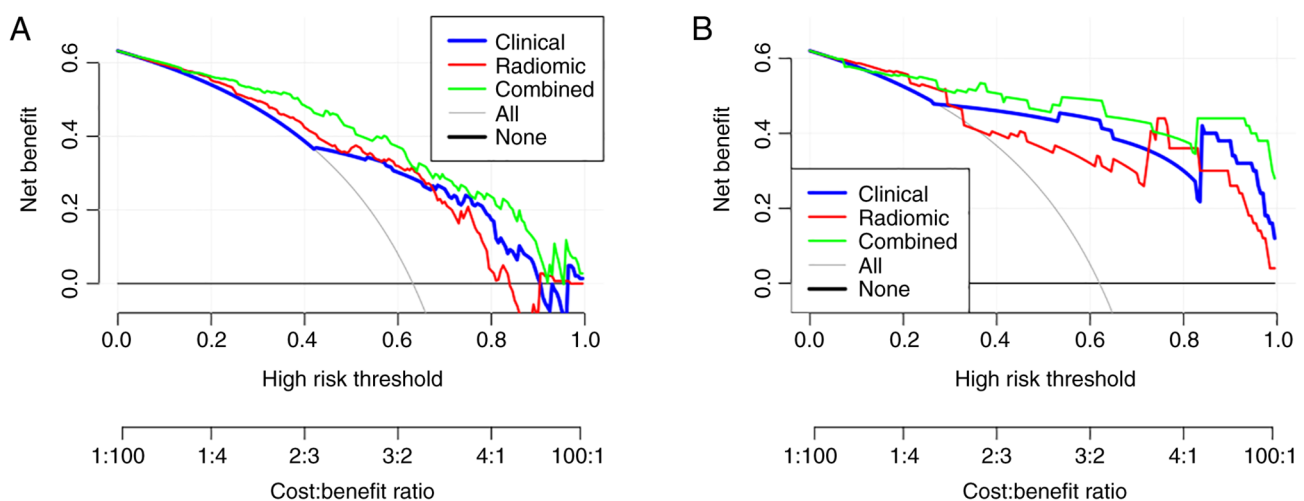 A
Net benefit
0.6
0.4
0.2
0.0
Clinical
Radiomic
Combined
All
None
0.0 0.2 0.4 0.6 0.8 1.0
High risk threshold
1:100 1:4 2:3 3:2 4:1 100:1
Cost:benefit ratio
B
Net benefit
0.6
0.4
0.2
0.0
Clinical
Radiomic
Combined
All
None
0.0 0.2 0.4 0.6 0.8 1.0
High risk threshold
1:100 1:4 2:3 3:2 4:1 100:1
Cost:benefit ratio